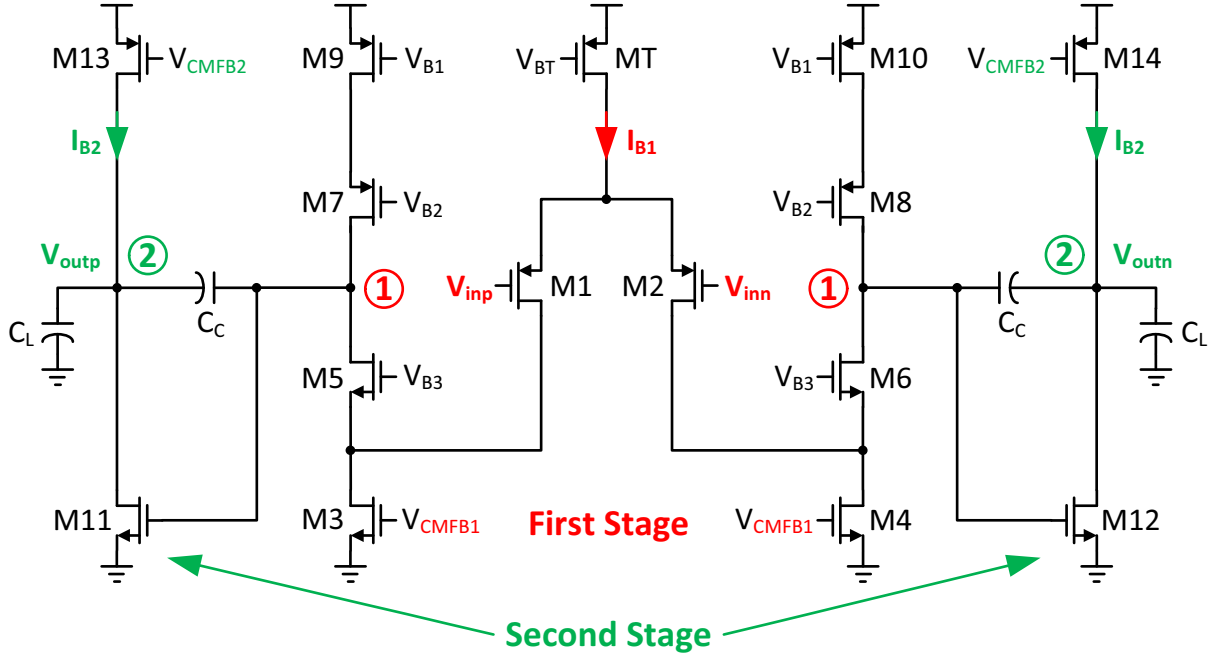 M13 V_CMFB2 M9 V_B1 V_BT MT V_B1 M10 V_CMFB2 M14
I_B2 I_B1 I_B2
M7 V_B2 V_B2 M8
V_outp 2 1 V_inp M1 M2 V_inn 1 2 V_outn
C_L C_C C_C C_L
M5 V_B3 V_B3 M6
M11 M3 V_CMFB1 First Stage V_CMFB1 M4 M12
Second Stage